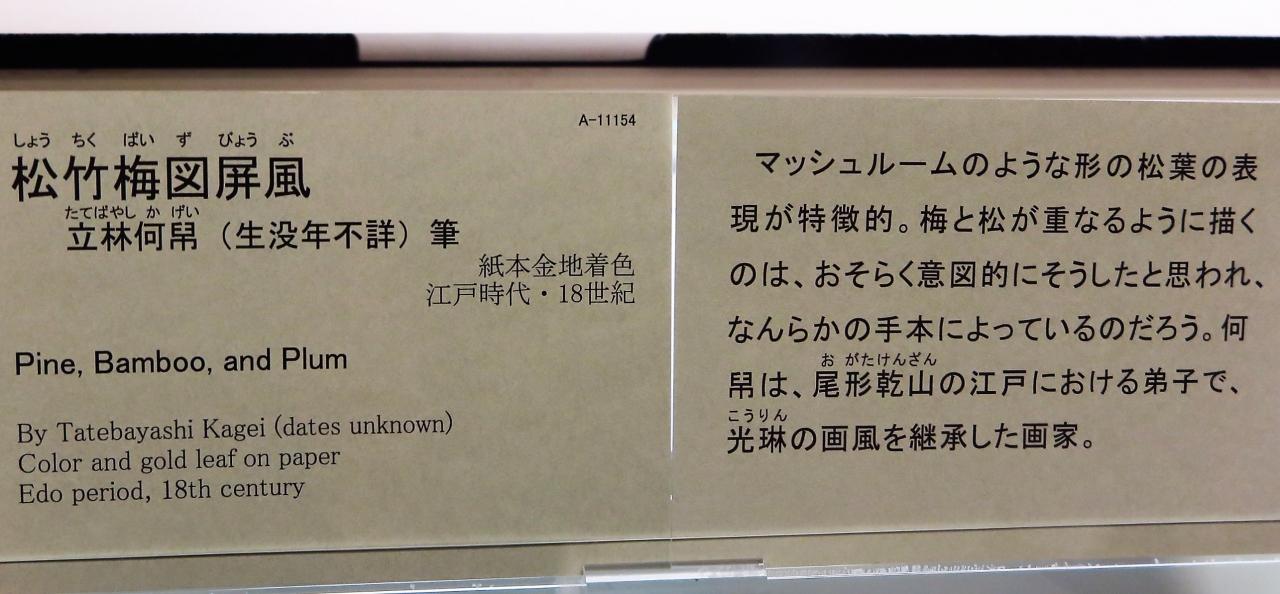 A-11154
しょう ちく ばい ず びょう ぶ
松竹梅図屏風
たてばやし か げい
立林何帠（生没年不詳）筆
紙本金地着色
江戸時代・18世紀
Pine, Bamboo, and Plum
By Tatebayashi Kagei (dates unknown)
Color and gold leaf on paper
Edo period, 18th century
マッシュルームのような形の松葉の表
現が特徴的。梅と松が重なるように描く
のは、おそらく意図的にそうしたと思われ、
なんらかの手本によっているのだろう。何
お がたけんざん
帠は、尾形乾山の江戸における弟子で、
こうりん
光琳の画風を継承した画家。